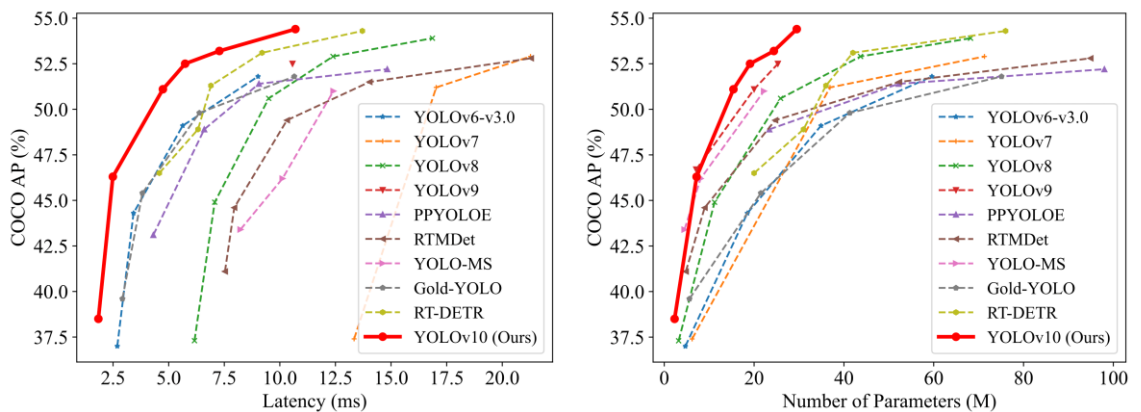 55.0
52.5
50.0
47.5
45.0
42.5
40.0
37.5
COCO AP (%)
2.5
5.0
7.5
10.0
12.5
15.0
17.5
20.0
Latency (ms)
YOLOv6-v3.0
YOLOv7
YOLOv8
YOLOv9
PPYOLOE
RTMDet
YOLO-MS
Gold-YOLO
RT-DETR
YOLOv10 (Ours)
55.0
52.5
50.0
47.5
45.0
42.5
40.0
37.5
COCO AP (%)
0
20
40
60
80
100
Number of Parameters (M)
YOLOv6-v3.0
YOLOv7
YOLOv8
YOLOv9
PPYOLOE
RTMDet
YOLO-MS
Gold-YOLO
RT-DETR
YOLOv10 (Ours)